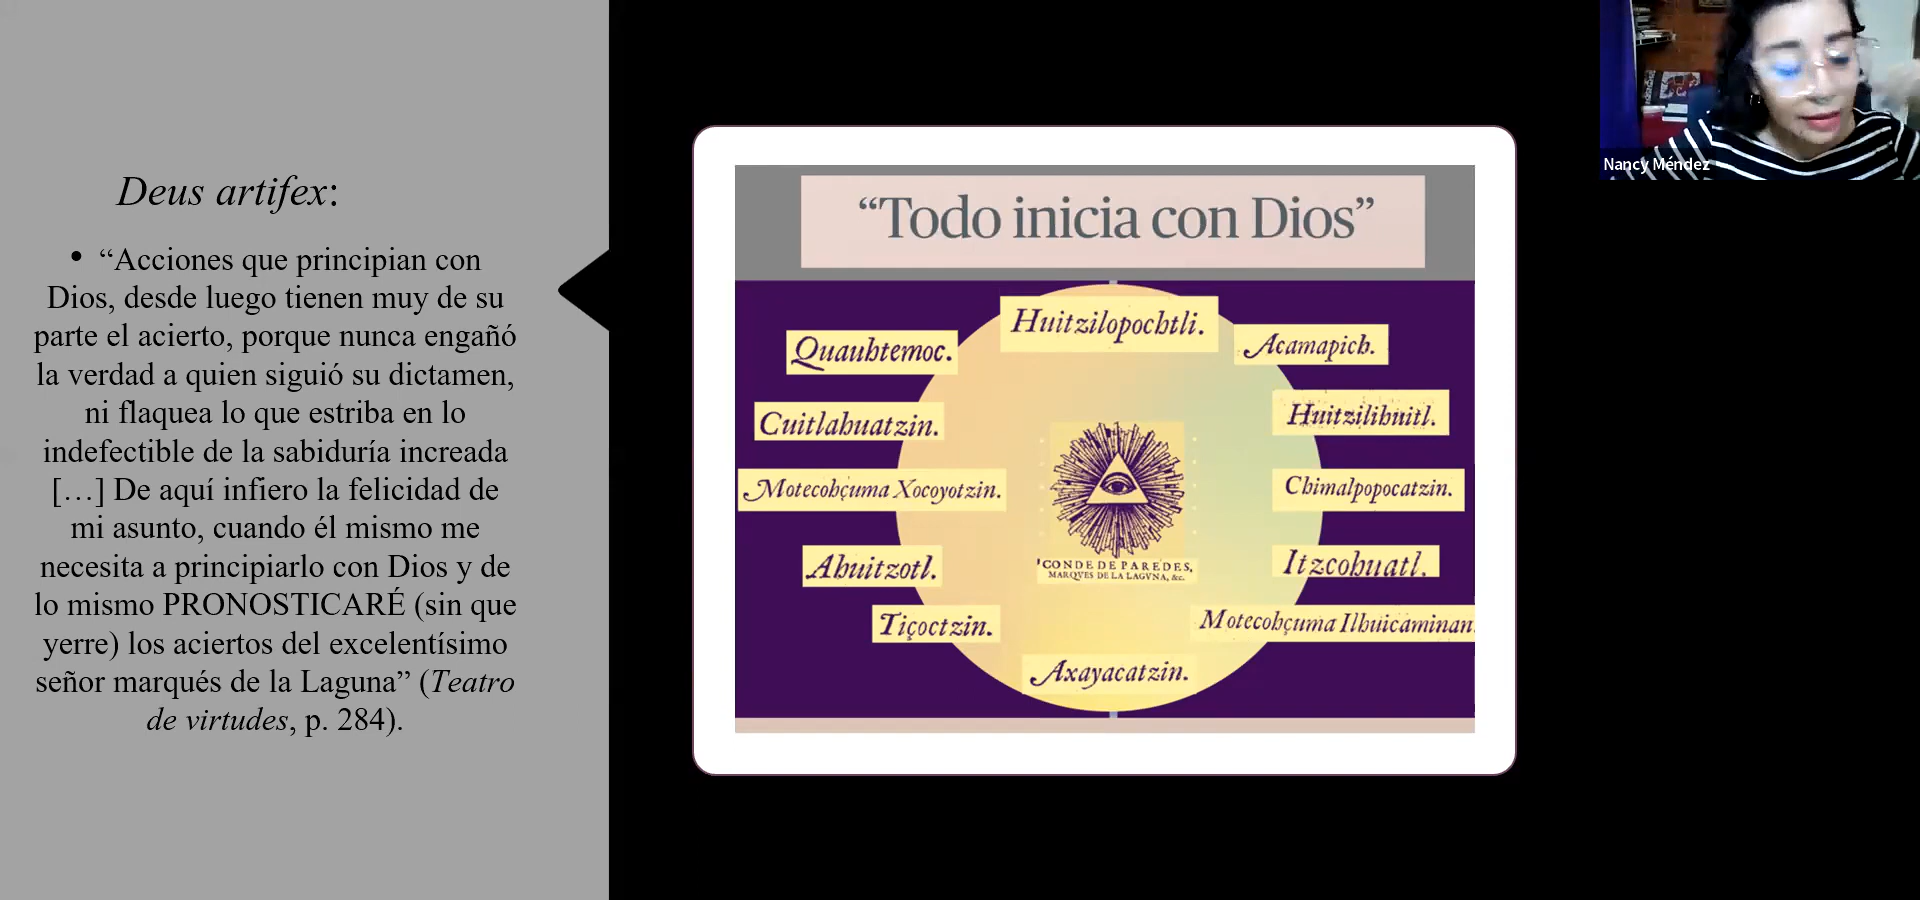 Deus artifex:
• “Acciones que principian con
Dios, desde luego tienen muy de su
parte el acierto, porque nunca engañó
la verdad a quien siguió su dictamen,
ni flaquea lo que estriba en lo
indefectible de la sabiduría increada
[…] De aquí infiero la felicidad de
mi asunto, cuando él mismo me
necesita a principiarlo con Dios y de
lo mismo PRONOSTICARÉ (sin que
yerre) los aciertos del excelentísimo
señor marqués de la Laguna” (Teatro
de virtudes, p. 284).
“Todo inicia con Dios”
Huitzilopochtli.
Acamapich.
Huitzilihuitl.
Chimalpopocatzin.
Itzcohuatl.
Motecohçuma Ilhuicaminan.
Axayacatzin.
Tiçoctzin.
Ahuitzotl.
Motecohçuma Xocoyotzin.
Cuitlahuatzin.
Quauhtemoc.
CONDE DE PAREDES,
MARQVES DE LA LAGVNA, &c.
Nancy Méndez